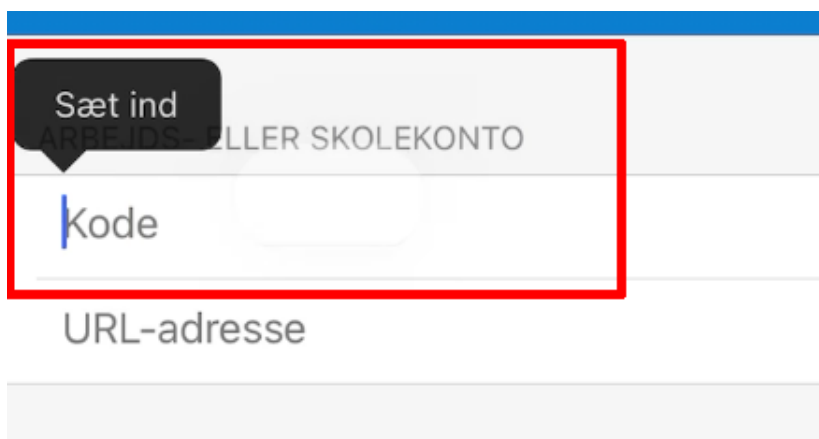 Sæt ind
ARBEJDS- ELLER SKOLEKONTO
Kode
URL-adresse